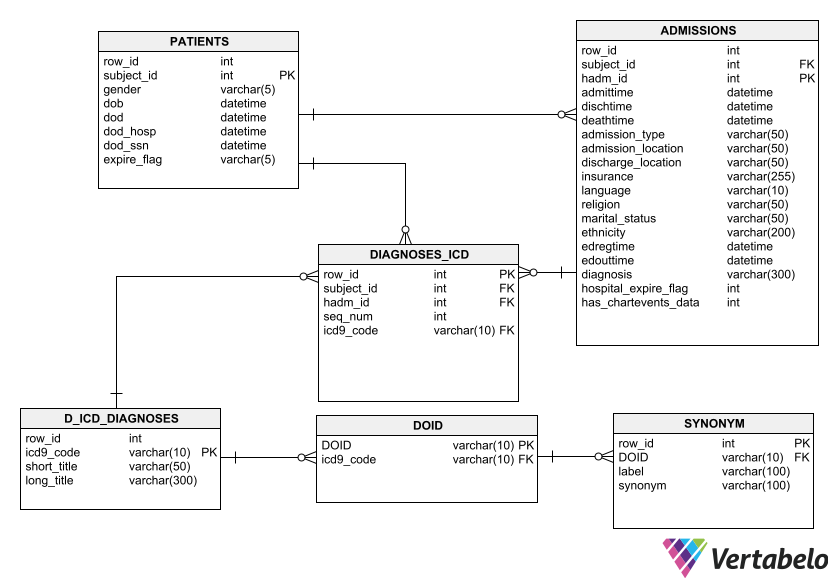 PATIENTS
row_id int
subject_id int PK
gender varchar(5)
dob datetime
dod datetime
dod_hosp datetime
dod_ssn datetime
expire_flag varchar(5)
ADMISSIONS
row_id int
subject_id int FK
hadm_id int PK
admittime datetime
dischtime datetime
deathtime datetime
admission_type varchar(50)
admission_location varchar(50)
discharge_location varchar(50)
insurance varchar(255)
language varchar(10)
religion varchar(50)
marital_status varchar(50)
ethnicity varchar(200)
edregtime datetime
edouttime datetime
diagnosis varchar(300)
hospital_expire_flag int
has_chartevents_data int
DIAGNOSES_ICD
row_id int PK
subject_id int FK
hadm_id int FK
seq_num int
icd9_code varchar(10) FK
D_ICD_DIAGNOSES
row_id int
icd9_code varchar(10) PK
short_title varchar(50)
long_title varchar(300)
DOID
DOID varchar(10) PK
icd9_code varchar(10) FK
SYNONYM
row_id int PK
DOID varchar(10) FK
label varchar(100)
synonym varchar(100)
Vertabelo